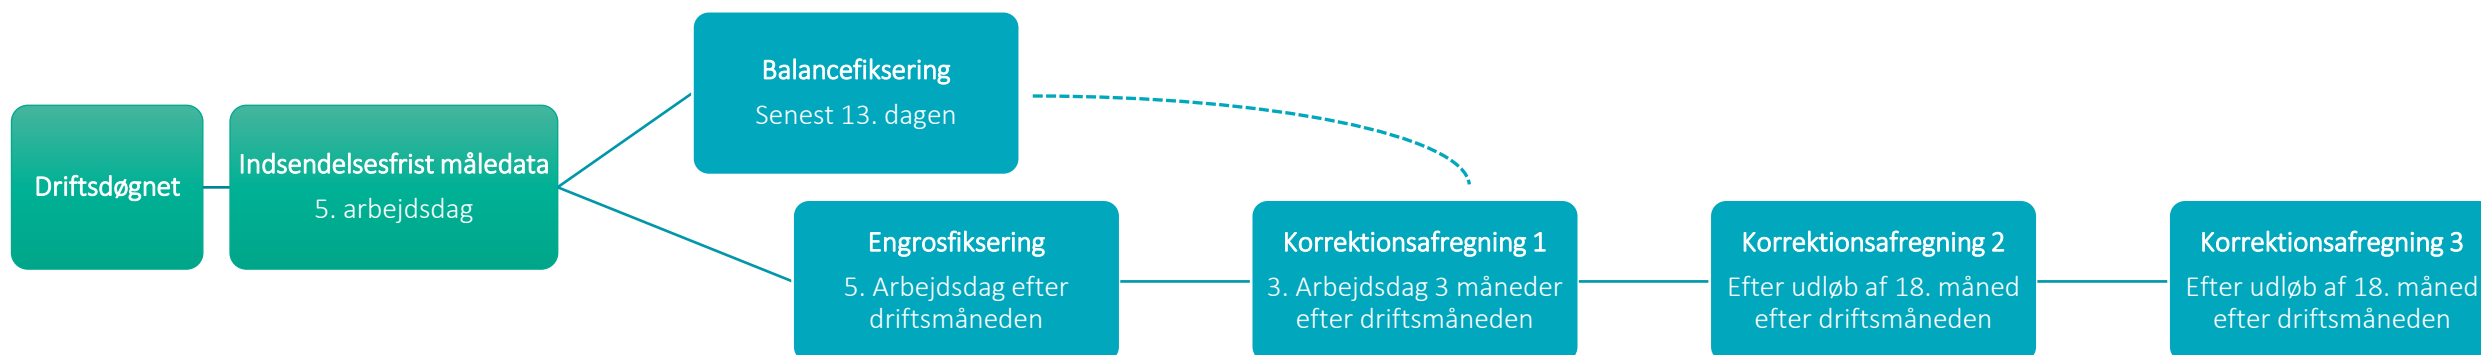 Driftsdøgnet
Indsendelsesfrist måledata
5. arbejdsdag
Balancefiksering
Senest 13. dagen
Engrosfiksering
5. Arbejdsdag efter
driftsmåneden
Korrektionsafregning 1
3. Arbejdsdag 3 måneder
efter driftsmåneden
Korrektionsafregning 2
Efter udløb af 18. måned
efter driftsmåneden
Korrektionsafregning 3
Efter udløb af 18. måned
efter driftsmåneden